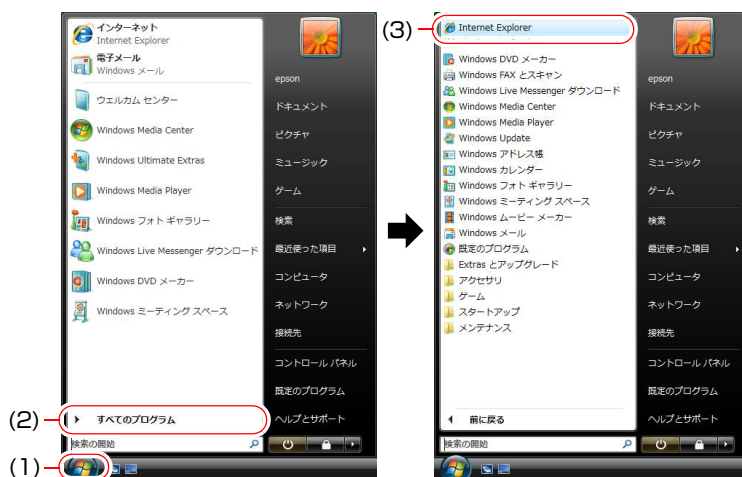 インターネット
Internet Explorer
電子メール
Windows メール
ウェルカム センター
Windows Media Center
Windows Ultimate Extras
Windows Media Player
Windows フォト ギャラリー
Windows Live Messenger ダウンロード
Windows DVD メーカー
Windows ミーティング スペース
(2)
すべてのプログラム
検索の開始
(1)
epson
ドキュメント
ピクチャ
ミュージック
ゲーム
検索
最近使った項目
コンピュータ
ネットワーク
接続先
コントロール パネル
既定のプログラム
ヘルプとサポート
(3)
Internet Explorer
Windows DVD メーカー
Windows FAX とスキャン
Windows Live Messenger ダウンロード
Windows Media Center
Windows Media Player
Windows Update
Windows アドレス帳
Windows カレンダー
Windows フォト ギャラリー
Windows ミーティング スペース
Windows ムービー メーカー
Windows メール
既定のプログラム
Extras とアップグレード
アクセサリ
ゲーム
スタートアップ
メンテナンス
前に戻る
検索の開始
epson
ドキュメント
ピクチャ
ミュージック
ゲーム
検索
最近使った項目
コンピュータ
ネットワーク
接続先
コントロール パネル
既定のプログラム
ヘルプとサポート